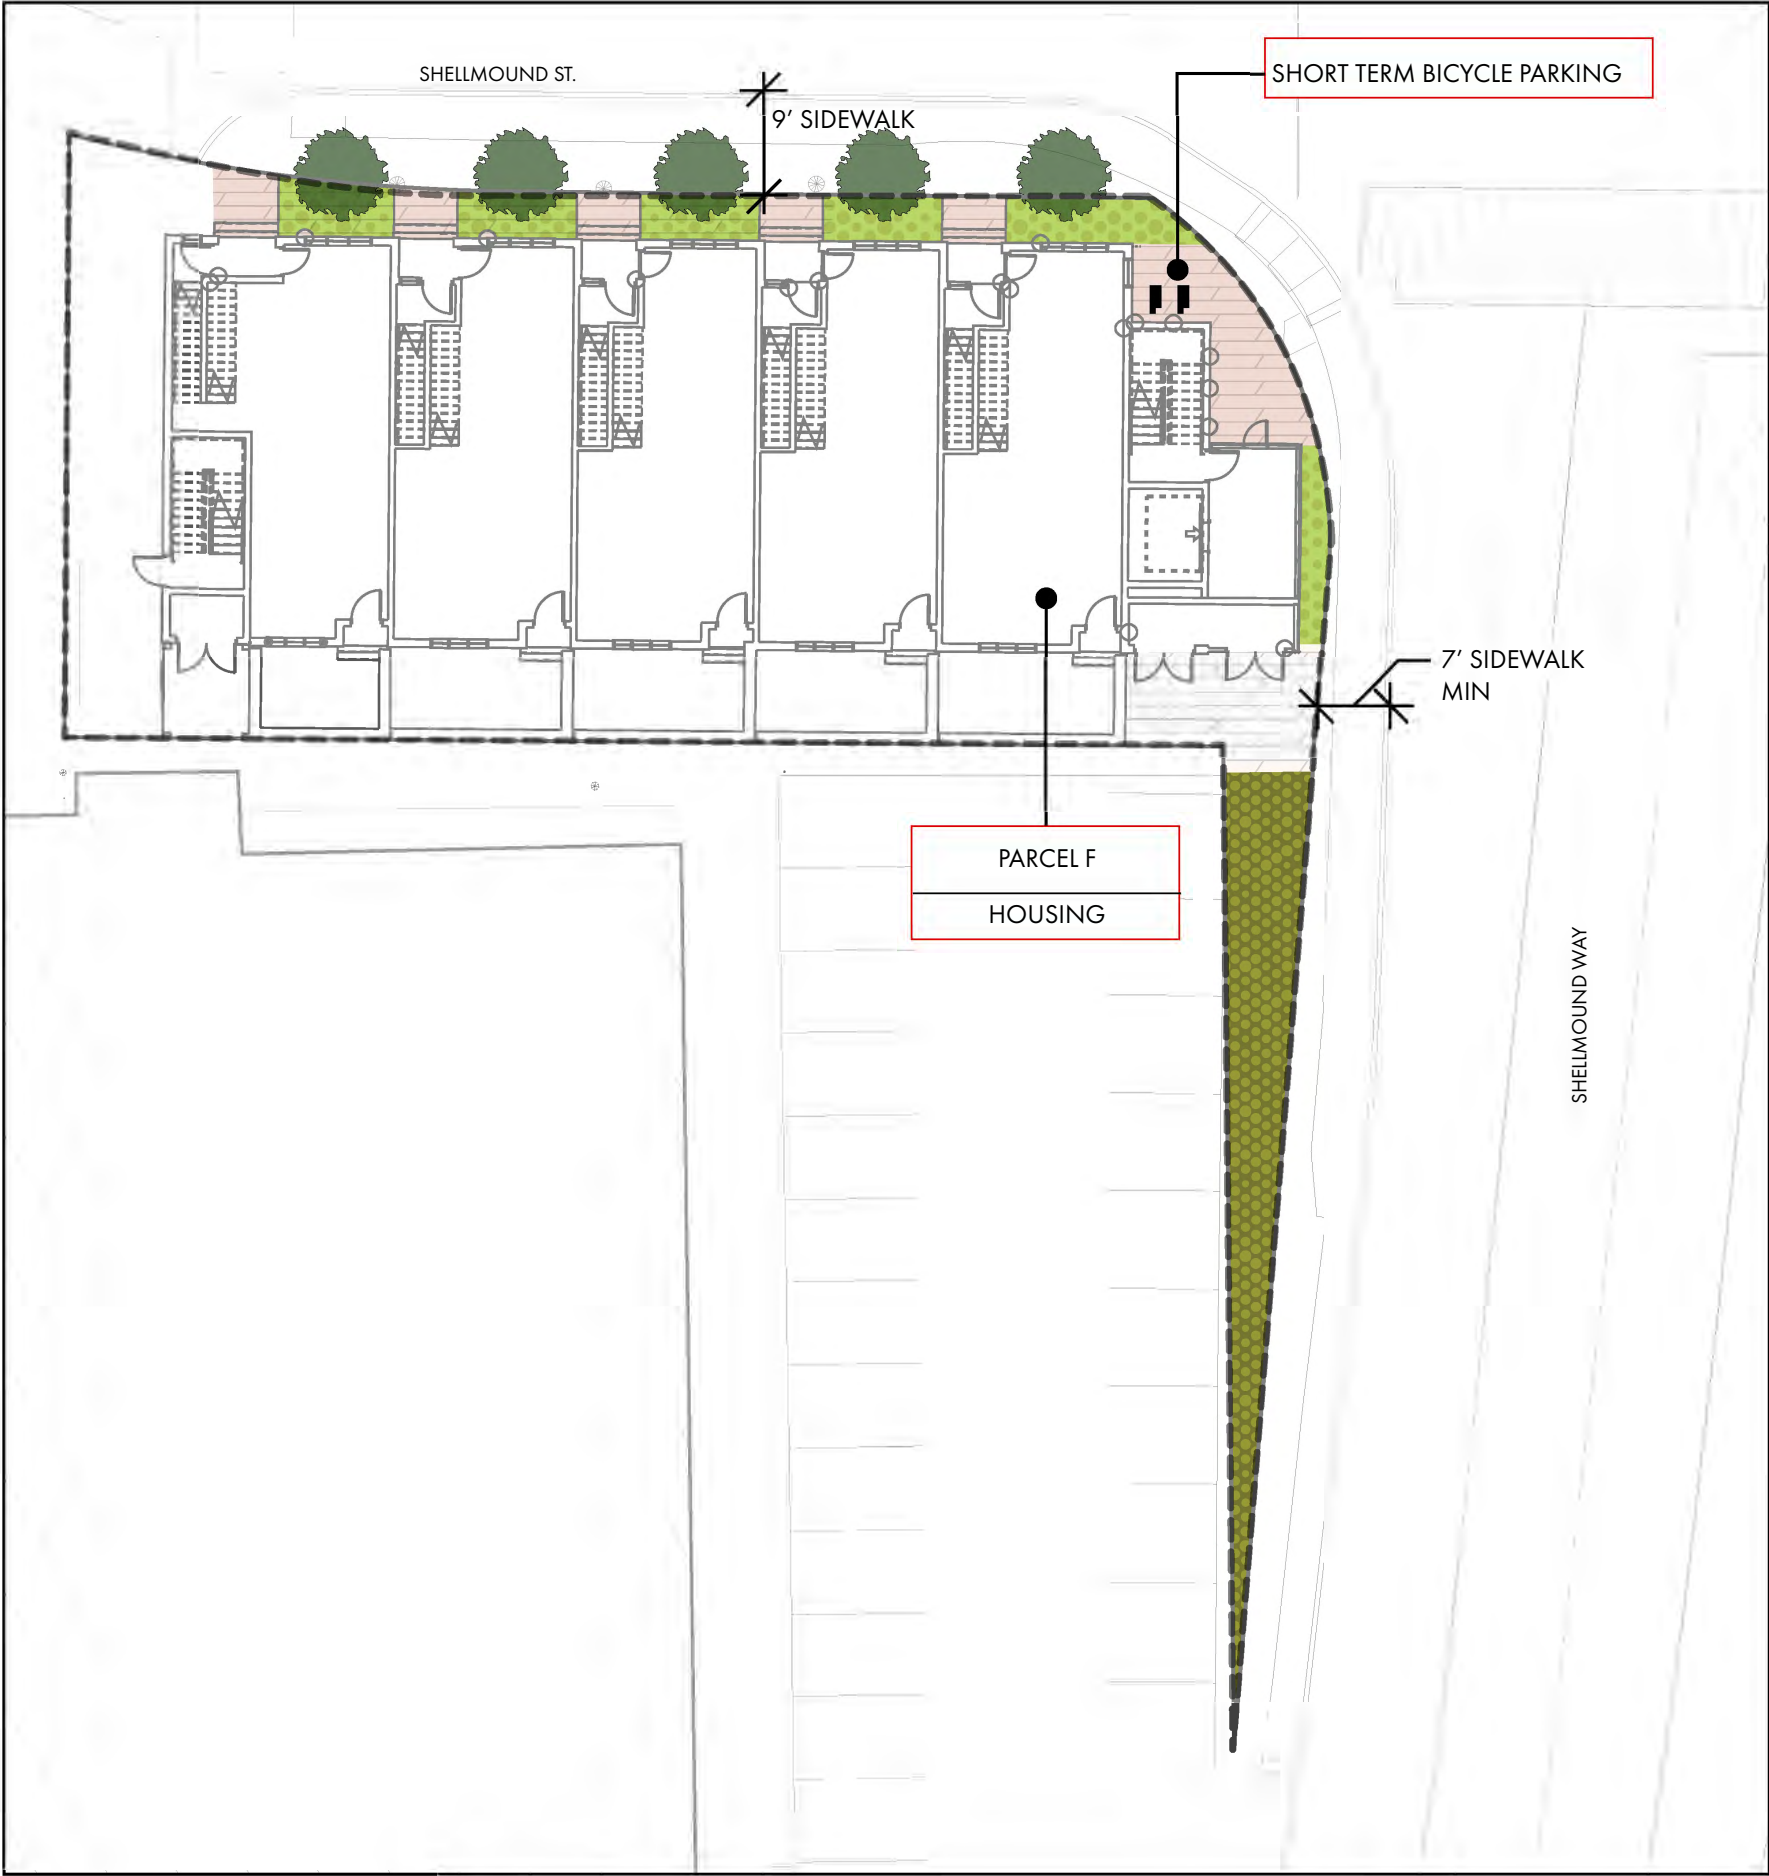 SHELLMOUND ST.
SHORT TERM BICYCLE PARKING
9’ SIDEWALK
7’ SIDEWALK
MIN
PARCEL F
HOUSING
SHELLMOUND WAY